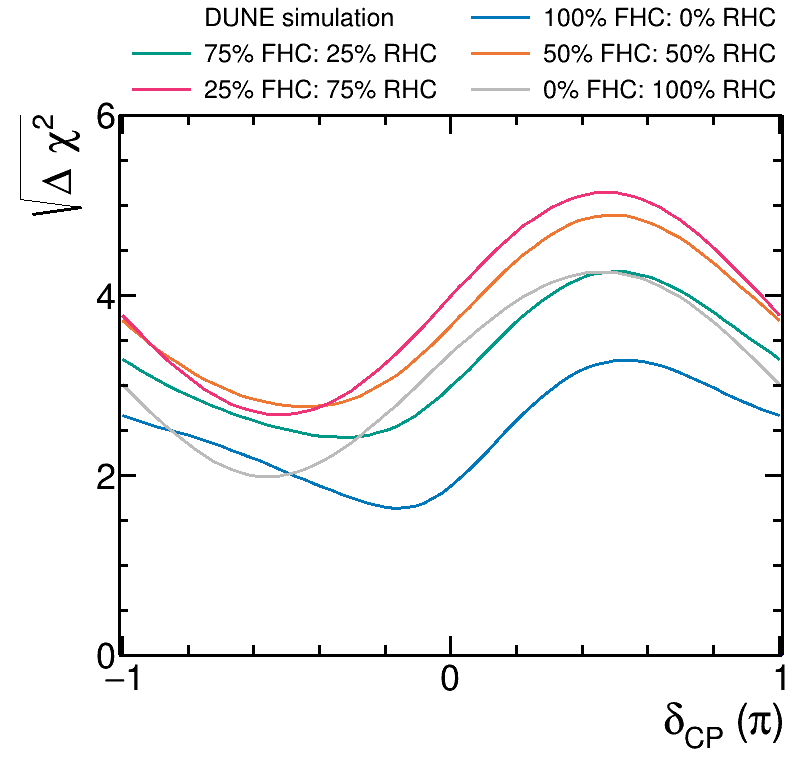 DUNE simulation
100% FHC: 0% RHC
75% FHC: 25% RHC
50% FHC: 50% RHC
25% FHC: 75% RHC
0% FHC: 100% RHC
√Δ χ²
6
4
2
0
−1
0
1
δCP (π)